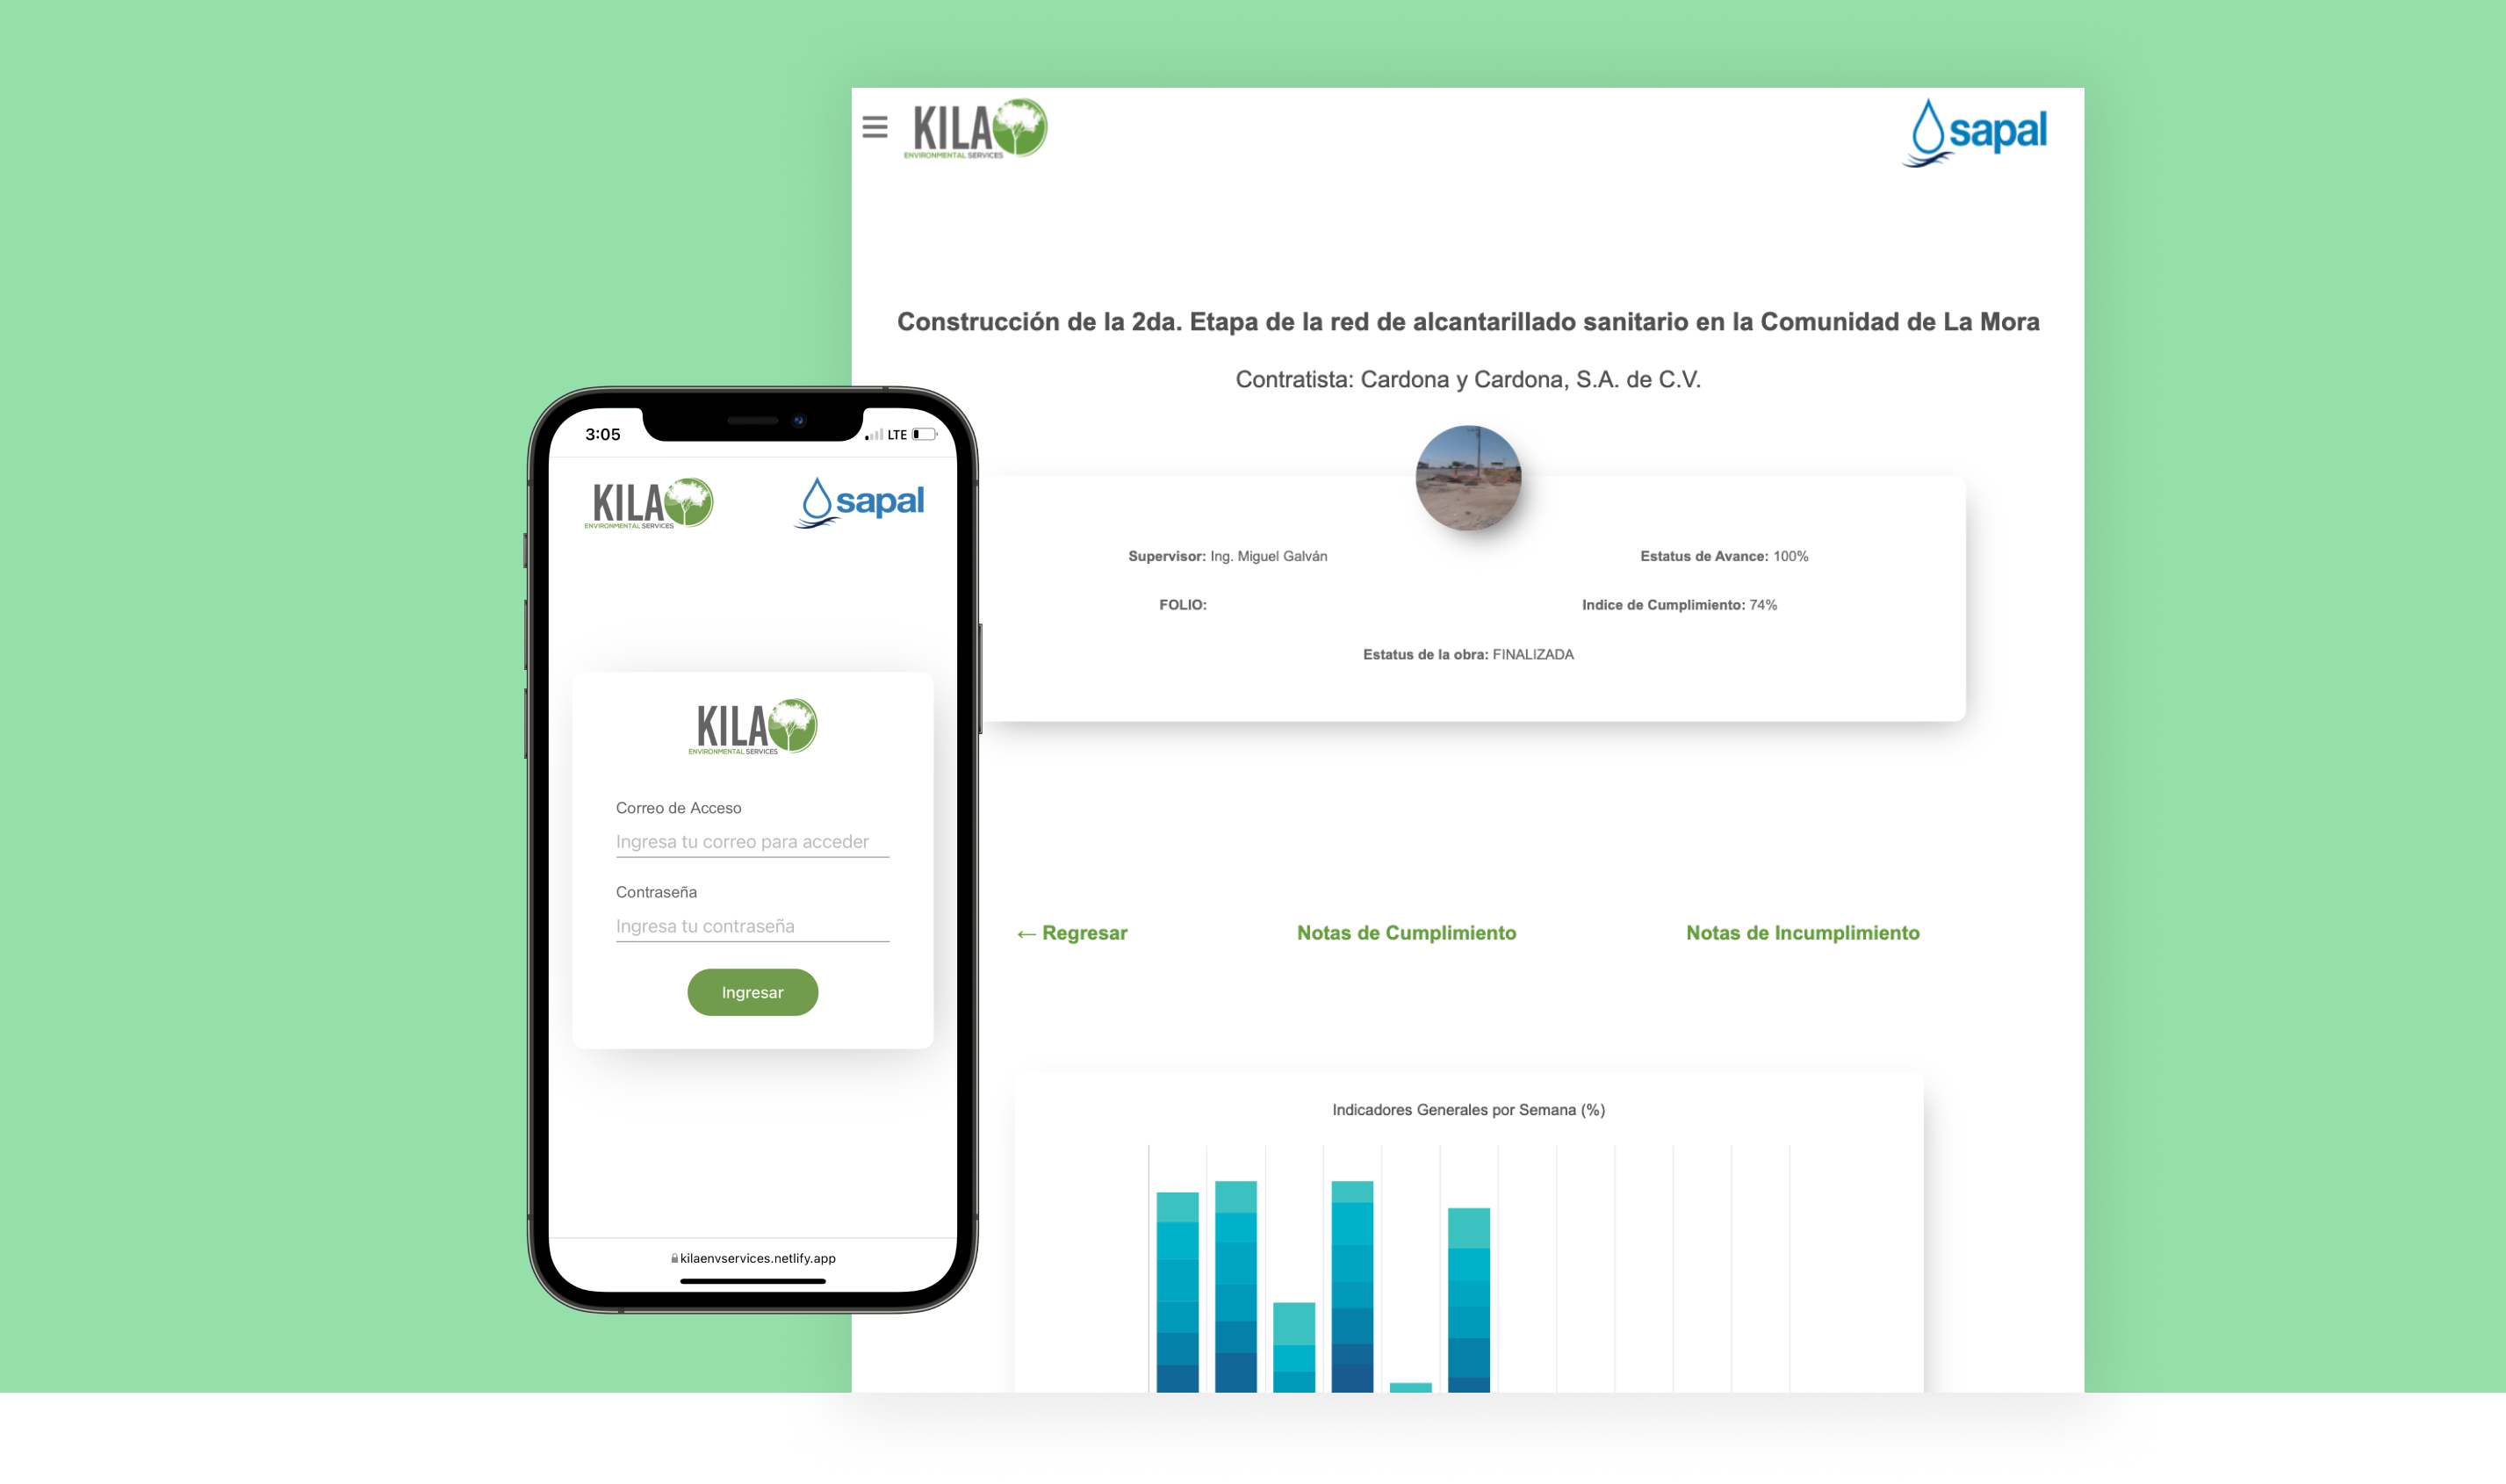 KILA
ENVIRONMENTAL SERVICES
sapal
Construcción de la 2da. Etapa de la red de alcantarillado sanitario en la Comunidad de La Mora
Contratista: Cardona y Cardona, S.A. de C.V.
Supervisor: Ing. Miguel Galván
Estatus de Avance: 100%
FOLIO:
Indice de Cumplimiento: 74%
Estatus de la obra: FINALIZADA
← Regresar
Notas de Cumplimiento
Notas de Incumplimiento
Indicadores Generales por Semana (%)
3:05
LTE
KILA
ENVIRONMENTAL SERVICES
sapal
KILA
ENVIRONMENTAL SERVICES
Correo de Acceso
Ingresa tu correo para acceder
Contraseña
Ingresa tu contraseña
Ingresar
kilaenvservices.netlify.app